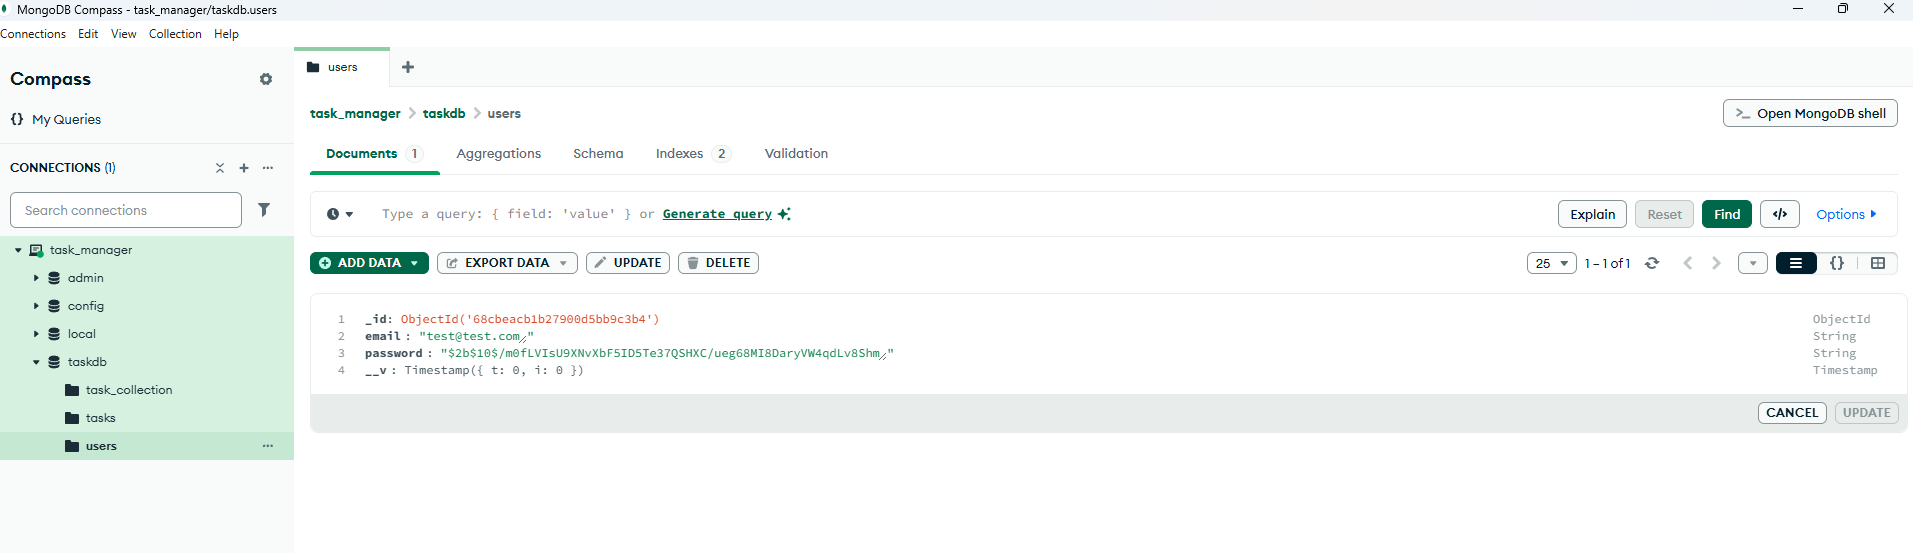 MongoDB Compass - task_manager/taskdb.users
Connections Edit View Collection Help
Compass
{} My Queries
CONNECTIONS (1)
Search connections
task_manager
admin
config
local
taskdb
task_collection
tasks
users
users
task_manager > taskdb > users
>_ Open MongoDB shell
Documents 1 Aggregations Schema Indexes 2 Validation
Type a query: { field: 'value' } or Generate query
Explain Reset Find </> Options
ADD DATA EXPORT DATA UPDATE DELETE
25 1–1 of 1 {}
1 _id: ObjectId('68cbeacb1b27900d5bb9c3b4') ObjectId
2 email : "test@test.com" String
3 password : "$2b$10$/m0fLVIsU9XNvXbF5ID5Te37QSHXC/ueg68MI8DaryVW4qdLv8Shm" String
4 __v : Timestamp({ t: 0, i: 0 }) Timestamp
CANCEL UPDATE